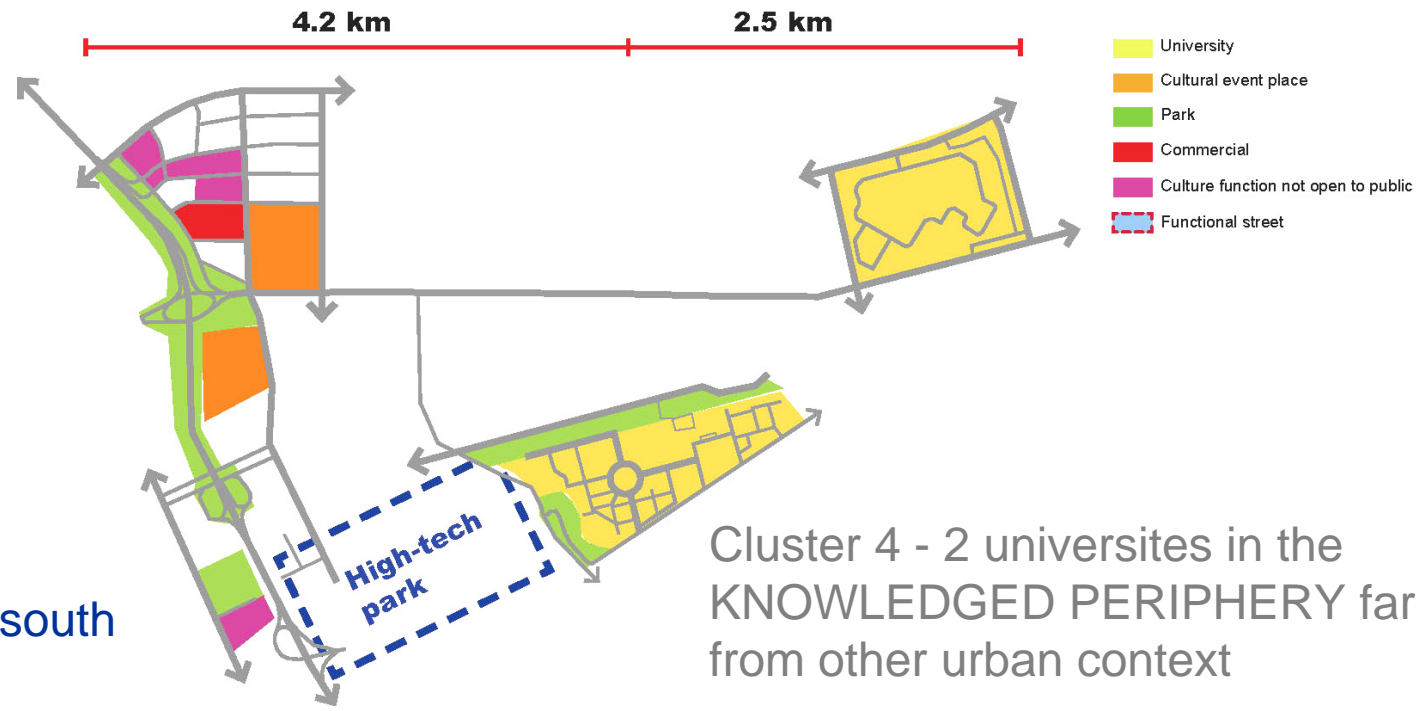 4.2 km
2.5 km
University
Cultural event place
Park
Commercial
Culture function not open to public
Functional street
High-tech
park
south
Cluster 4 - 2 universites in the
KNOWLEDGED PERIPHERY far
from other urban context